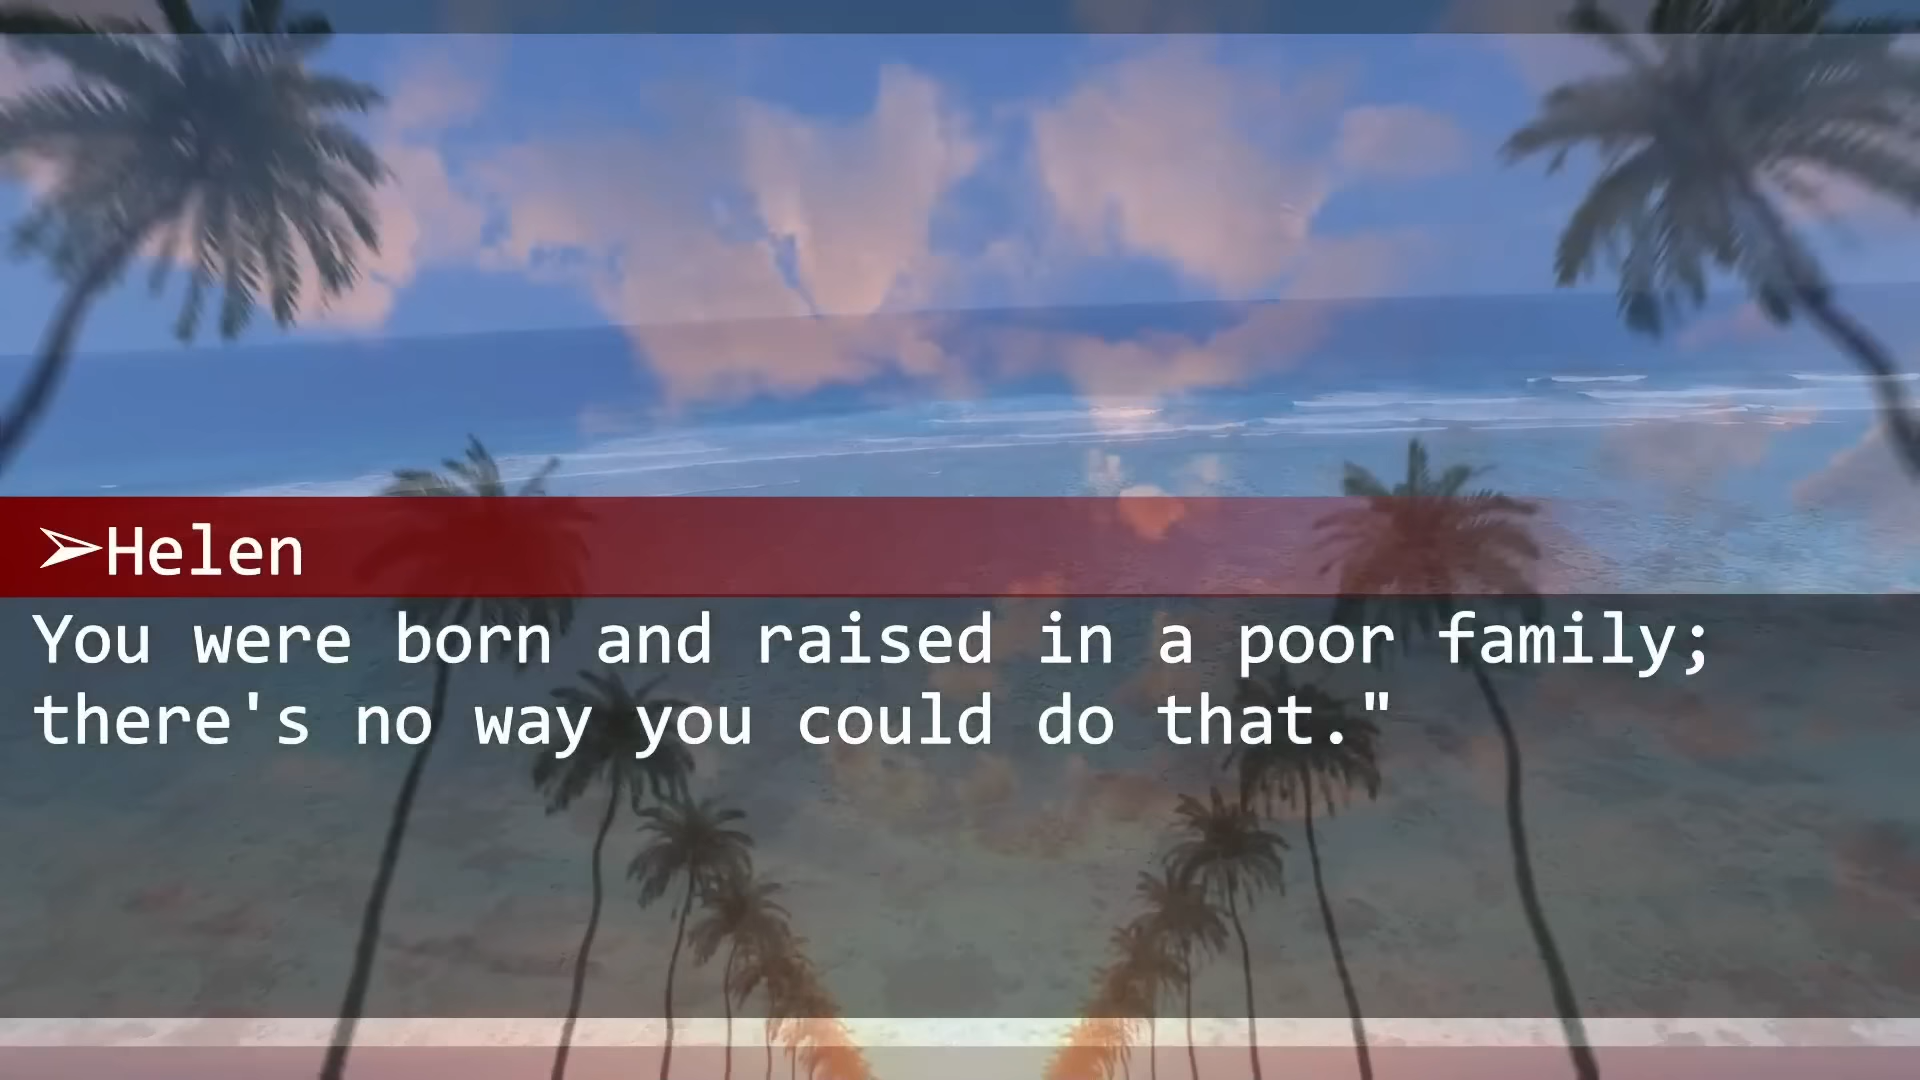 ➢Helen
You were born and raised in a poor family;
there's no way you could do that."